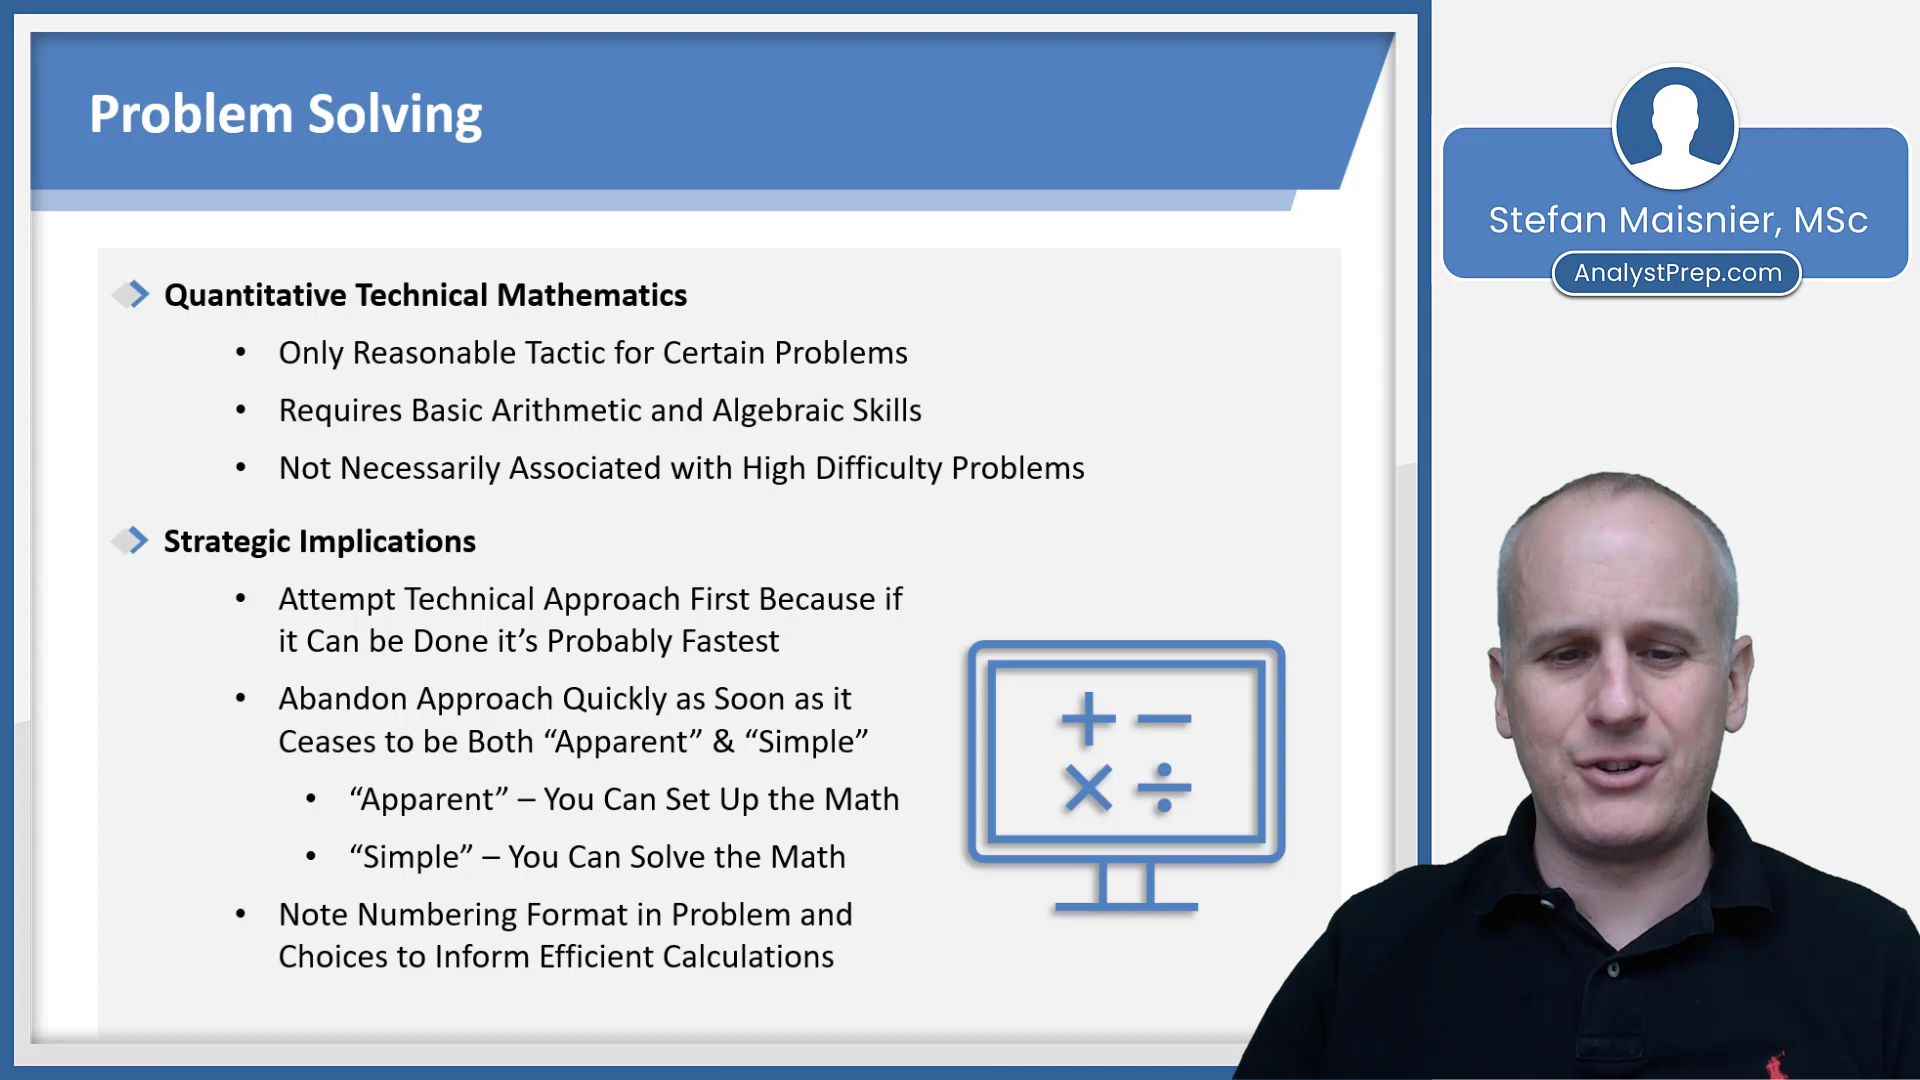 Problem Solving
Quantitative Technical Mathematics
• Only Reasonable Tactic for Certain Problems
• Requires Basic Arithmetic and Algebraic Skills
• Not Necessarily Associated with High Difficulty Problems
Strategic Implications
• Attempt Technical Approach First Because if
it Can be Done it’s Probably Fastest
• Abandon Approach Quickly as Soon as it
Ceases to be Both “Apparent” & “Simple”
• “Apparent” – You Can Set Up the Math
• “Simple” – You Can Solve the Math
• Note Numbering Format in Problem and
Choices to Inform Efficient Calculations
+ −
× ÷
Stefan Maisnier, MSc
AnalystPrep.com